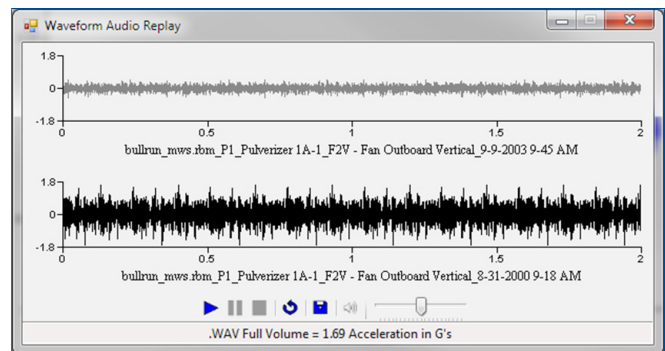 Waveform Audio Replay
1.8
0
-1.8
0 0.5 1 1.5 2
bullrun_mws.rbm_P1_Pulverizer 1A-1_F2V - Fan Outboard Vertical_9-9-2003 9-45 AM
1.8
0
-1.8
0 0.5 1 1.5 2
bullrun_mws.rbm_P1_Pulverizer 1A-1_F2V - Fan Outboard Vertical_8-31-2000 9-18 AM
.WAV Full Volume = 1.69 Acceleration in G's